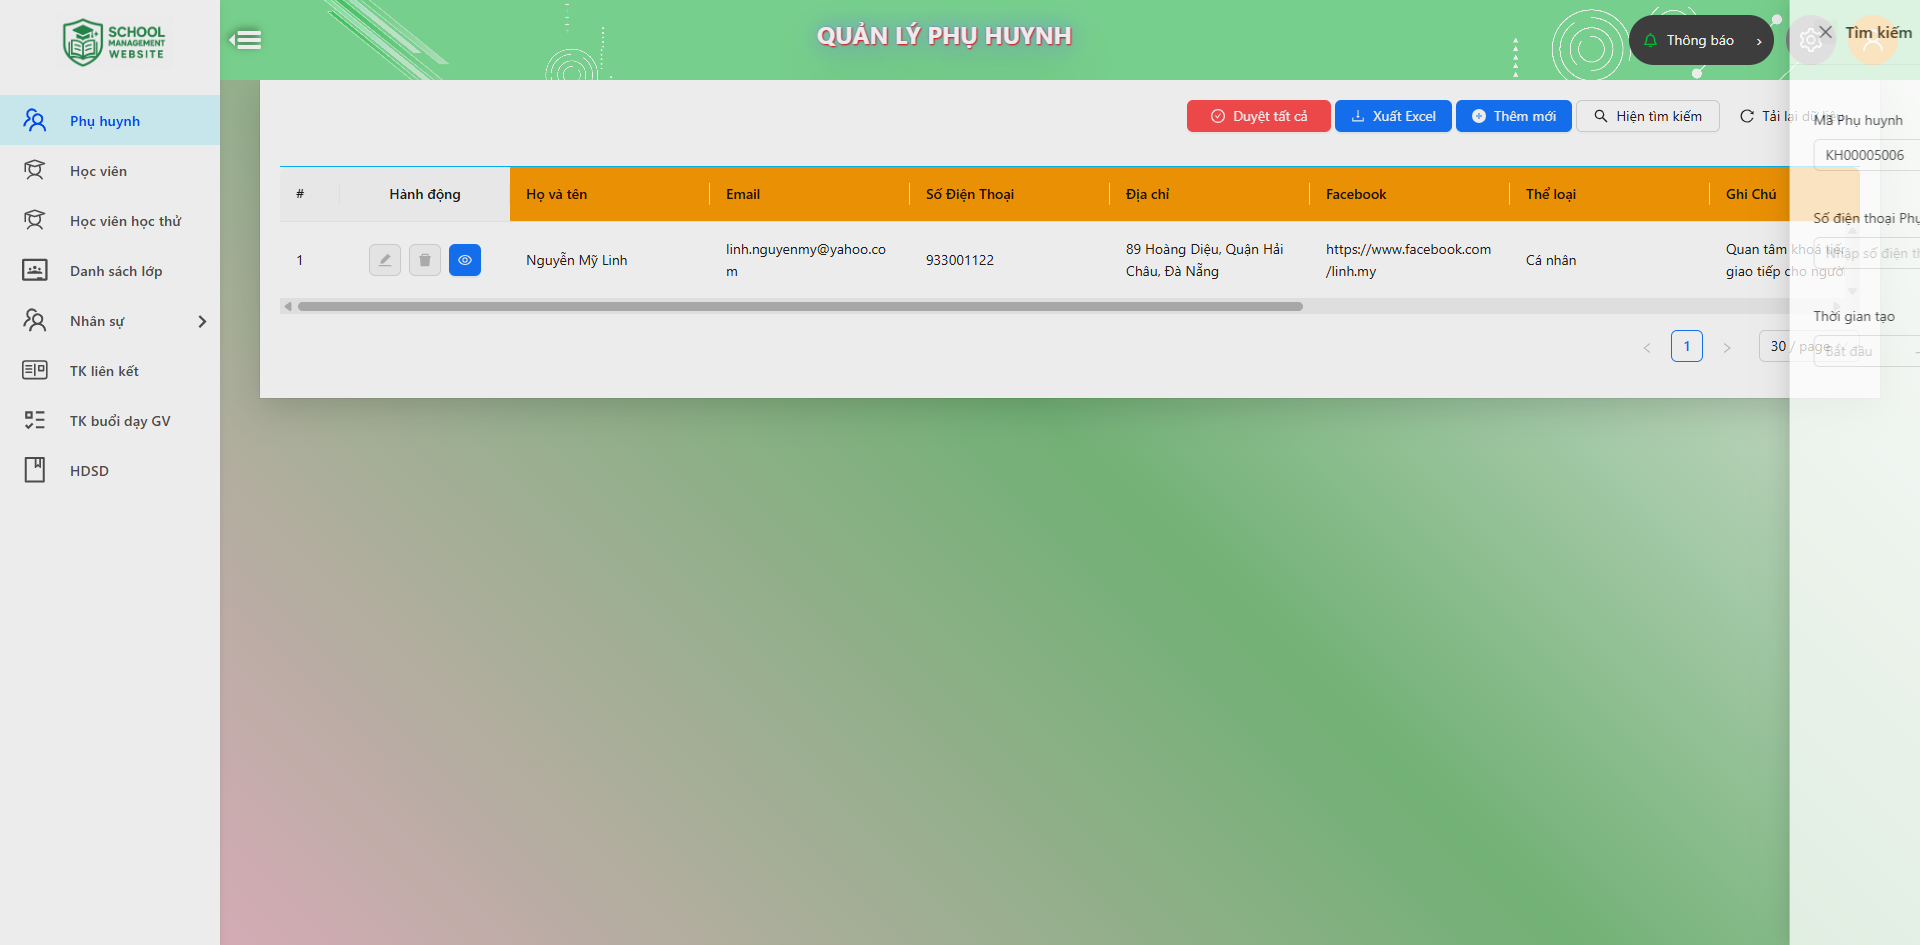 SCHOOL
MANAGEMENT
WEBSITE
QUẢN LÝ PHỤ HUYNH
Thông báo
Tìm kiếm
Phụ huynh
Học viên
Học viên học thử
Danh sách lớp
Nhân sự
TK liên kết
TK buổi dạy GV
HDSD
Duyệt tất cả
Xuất Excel
Thêm mới
Hiện tìm kiếm
Tải lại dữ liệu
Mã Phụ huynh
KH00005006
# Hành động Họ và tên Email Số Điện Thoại Địa chỉ Facebook Thể loại Ghi Chú
Số điện thoại Phụ
Nhập số điện th
1 Nguyễn Mỹ Linh linh.nguyenmy@yahoo.co
m
933001122
89 Hoàng Diệu, Quận Hải
Châu, Đà Nẵng
https://www.facebook.com
/linh.my
Cá nhân
Quan tâm khoá tiếng
giao tiếp cho người
Thời gian tạo
Bắt đầu
1
30 / page